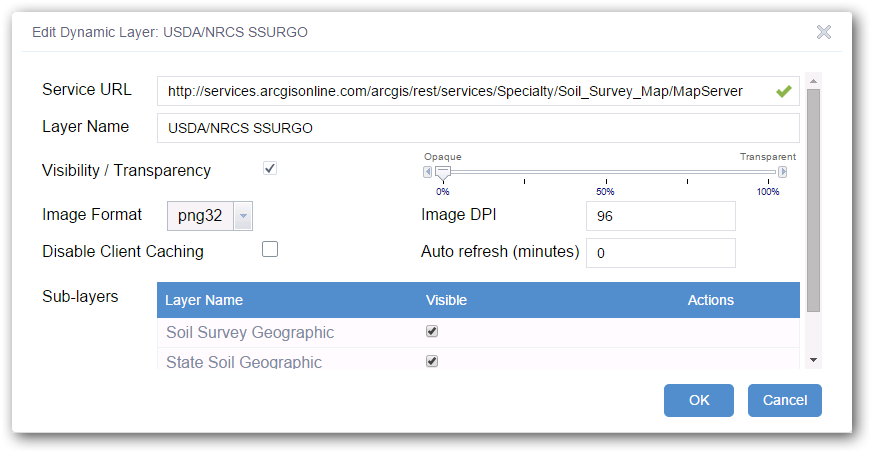 Edit Dynamic Layer: USDA/NRCS SSURGO
Service URL
http://services.arcgisonline.com/arcgis/rest/services/Specialty/Soil_Survey_Map/MapServer
Layer Name
USDA/NRCS SSURGO
Visibility / Transparency
Opaque
Transparent
0%
50%
100%
Image Format
png32
Image DPI
96
Disable Client Caching
Auto refresh (minutes)
0
Sub-layers
Layer Name
Visible
Actions
Soil Survey Geographic
State Soil Geographic
OK
Cancel